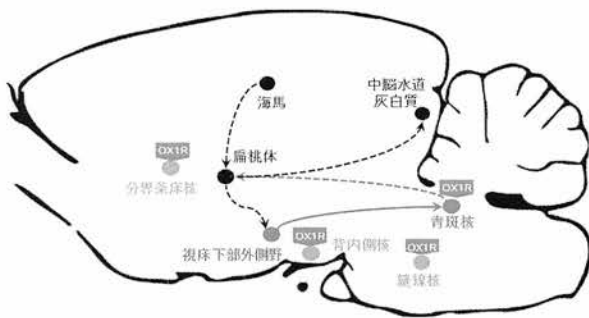 海馬
中脳水道
灰白質
扁桃体
OX1R
分界条床核
OX1R
青斑核
視床下部外側野
OX1R
背内側核
OX1R
縫線核